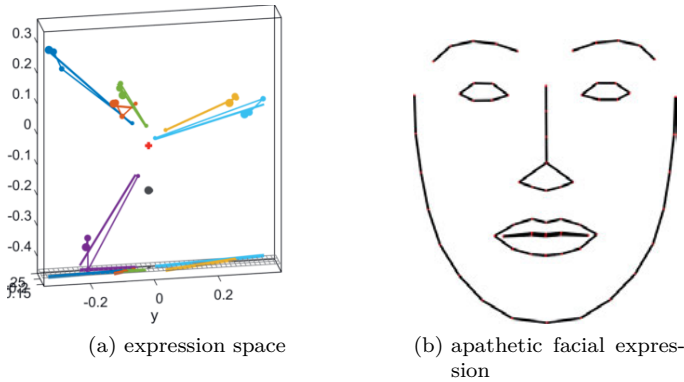 0.3
0.2
0.1
0
-0.1
-0.2
-0.3
-0.4
-0.2
0
0.2
y
(a) expression space
(b) apathetic facial expres-
sion